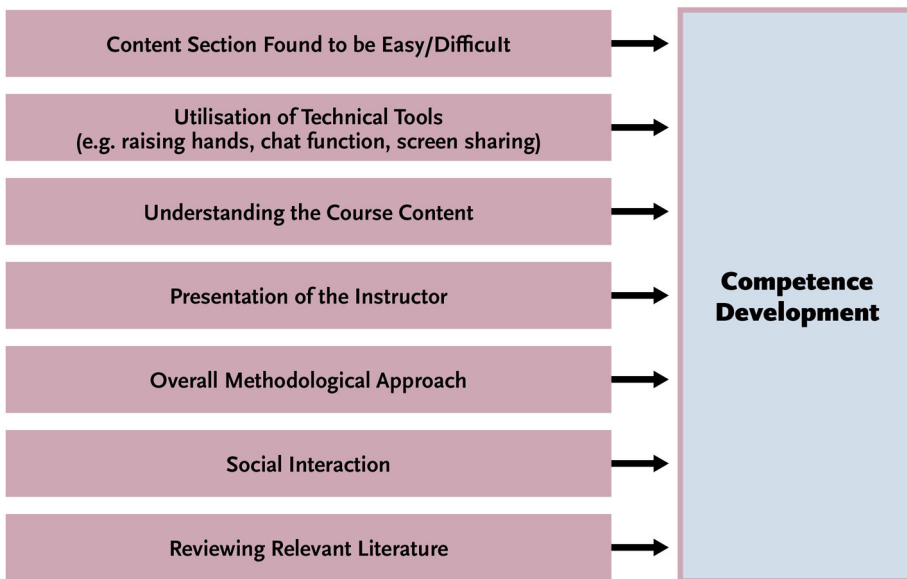 Content Section Found to be Easy/Difficult
Utilisation of Technical Tools
(e.g. raising hands, chat function, screen sharing)
Understanding the Course Content
Presentation of the Instructor
Overall Methodological Approach
Social Interaction
Reviewing Relevant Literature
Competence
Development